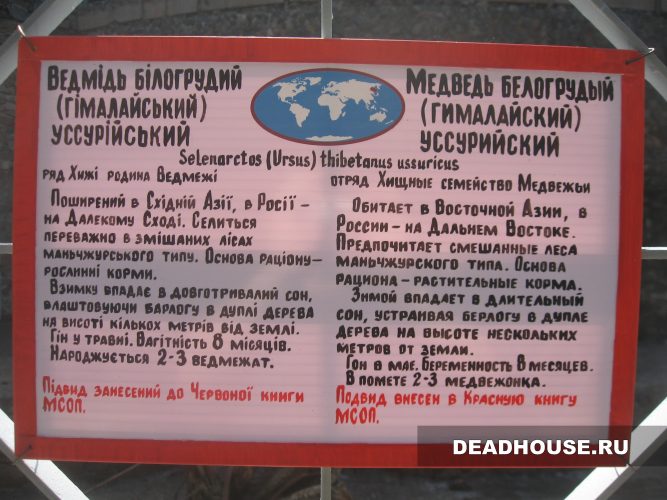 Ведмідь білогрудий
(гімалайський)
уссурійський
Медведь белогрудый
(гималайский)
уссурийский
Selenarctos (Ursus) thibetanus ussuricus
ряд Хижі родина Ведмежі
Поширений в Східній Азії, в Росії –
на Далекому Сході. Селиться
переважно в змішаних лісах
маньчжурського типу. Основа раціону–
рослинні корми.
Взимку впадає в довготривалий сон,
влаштовуючи барлогу в дуплі дерева
на висоті кількох метрів від землі.
Гін у травні. Вагітність 8 місяців.
Народжується 2-3 ведмежат.
Підвид занесений до Червоної книги
МСОП.
отряд Хищные семейство Медвежьи
Обитает в Восточной Азии, в
России – на Дальнем Востоке.
Предпочитает смешанные леса
маньчжурского типа. Основа
рациона – растительные корма.
Зимой впадает в длительный
сон, устраивая берлогу в дупле
дерева на высоте нескольких
метров от земли.
Гон в мае. Беременность 8 месяцев.
В помете 2-3 медвежонка.
Подвид внесен в Красную книгу
МСОП.
DEADHOUSE.RU